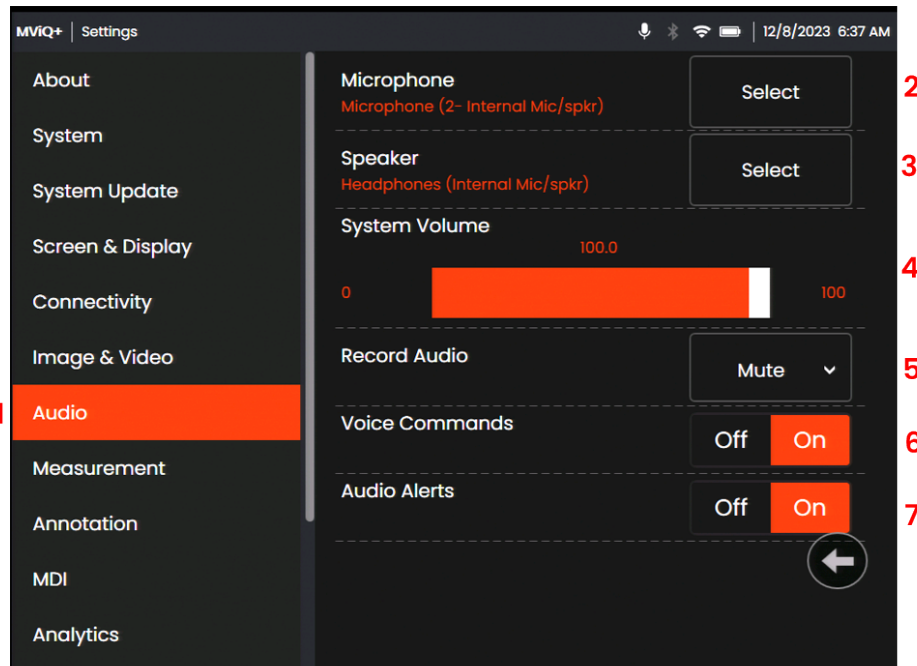 MViQ+ | Settings 12/8/2023 6:37 AM
About
System
System Update
Screen & Display
Connectivity
Image & Video
Audio
Measurement
Annotation
MDI
Analytics
Microphone
Microphone (2- Internal Mic/spkr)
Select
2
Speaker
Headphones (Internal Mic/spkr)
Select
3
System Volume
100.0
0 100
4
Record Audio
Mute
5
Voice Commands
Off On
6
Audio Alerts
Off On
7